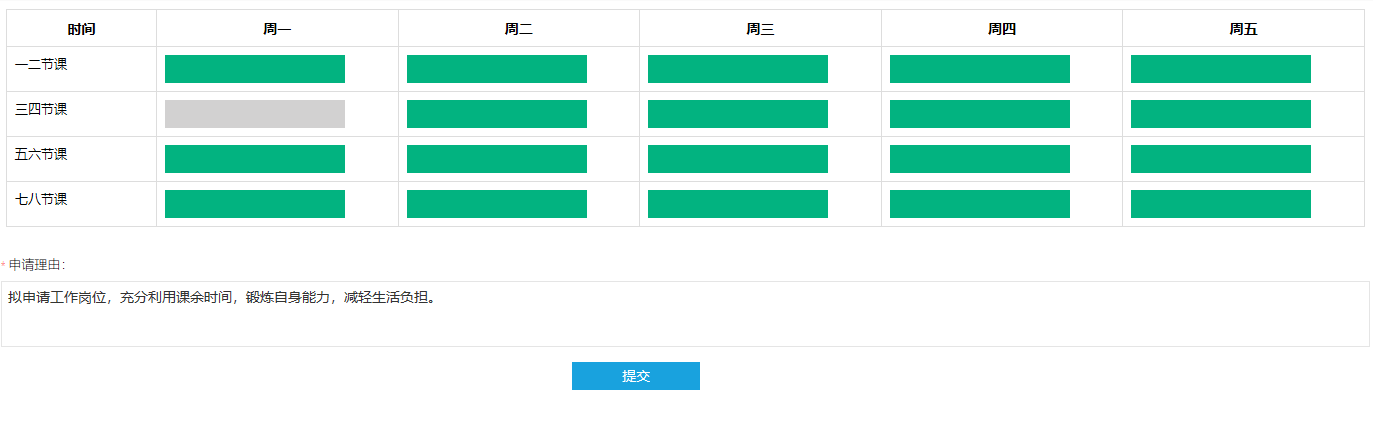 时间 周一 周二 周三 周四 周五
一二节课
三四节课
五六节课
七八节课
* 申请理由:
拟申请工作岗位，充分利用课余时间，锻炼自身能力，减轻生活负担。
提交